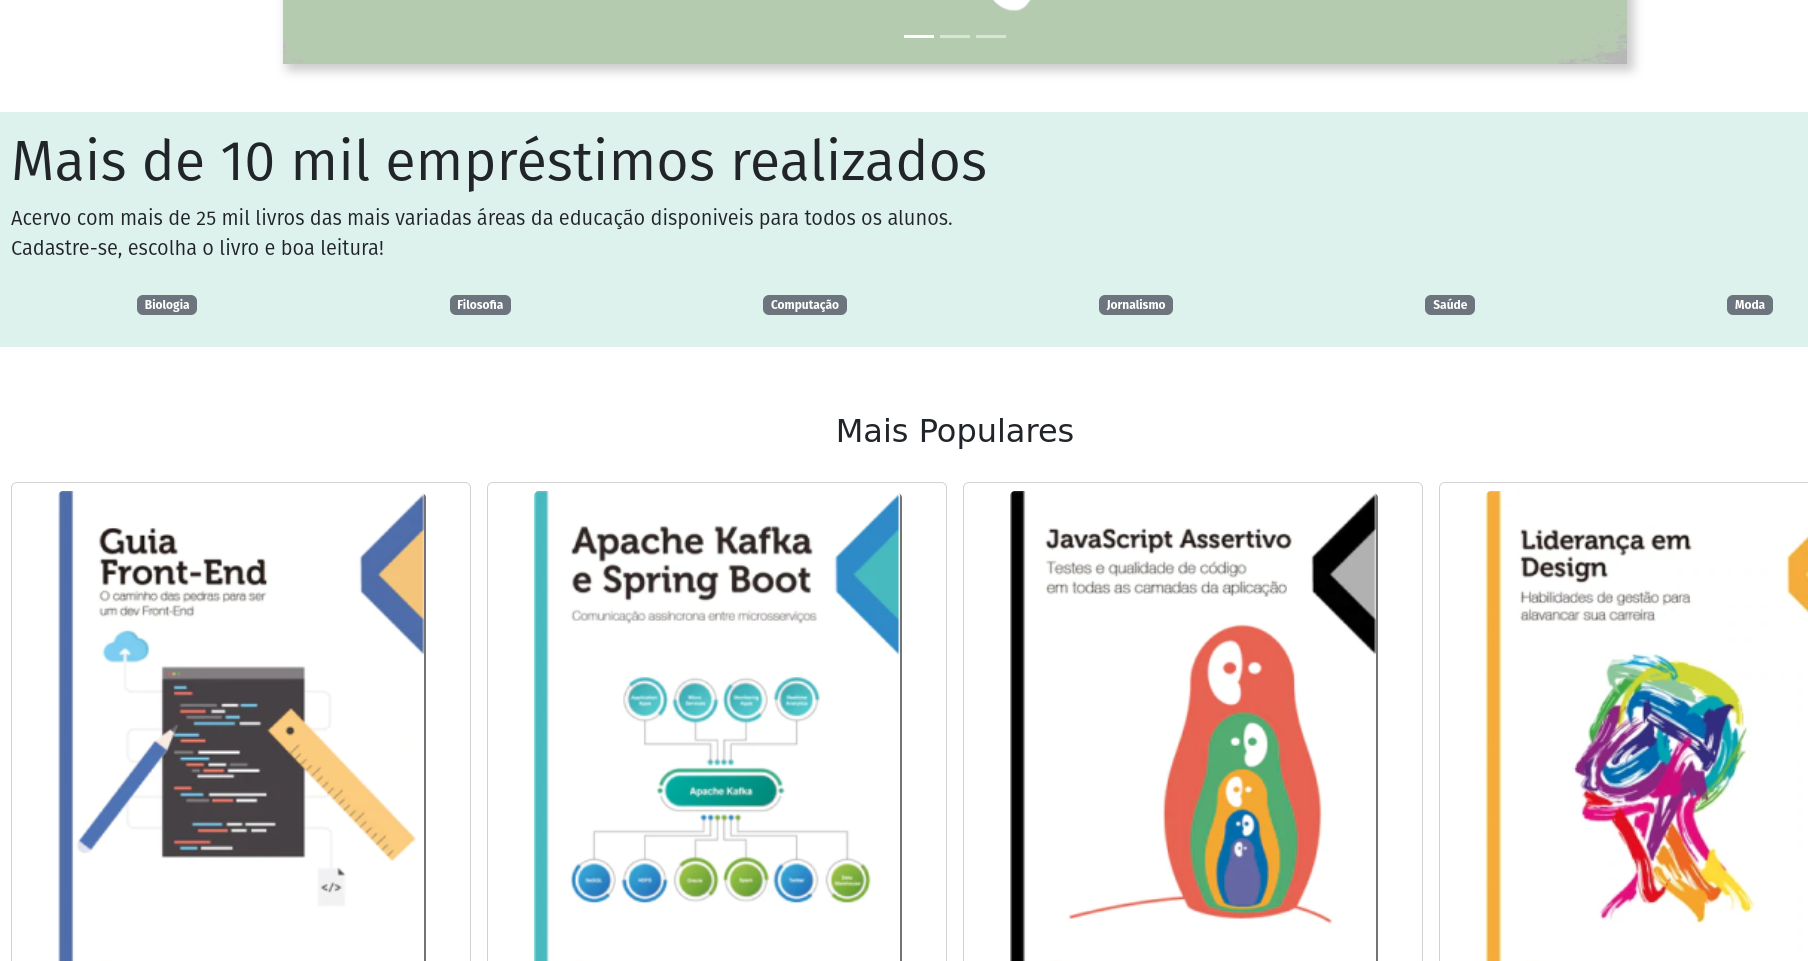 Mais de 10 mil empréstimos realizados
Acervo com mais de 25 mil livros das mais variadas áreas da educação disponiveis para todos os alunos.
Cadastre-se, escolha o livro e boa leitura!
Biologia
Filosofia
Computação
Jornalismo
Saúde
Moda
Mais Populares
Guia
Front-End
O caminho das pedras para ser
um dev Front-End
</>
Apache Kafka
e Spring Boot
Comunicação assíncrona entre microsserviços
Apache Kafka
JavaScript Assertivo
Testes e qualidade de código
em todas as camadas da aplicação
Liderança em
Design
Habilidades de gestão para
alavancar sua carreira